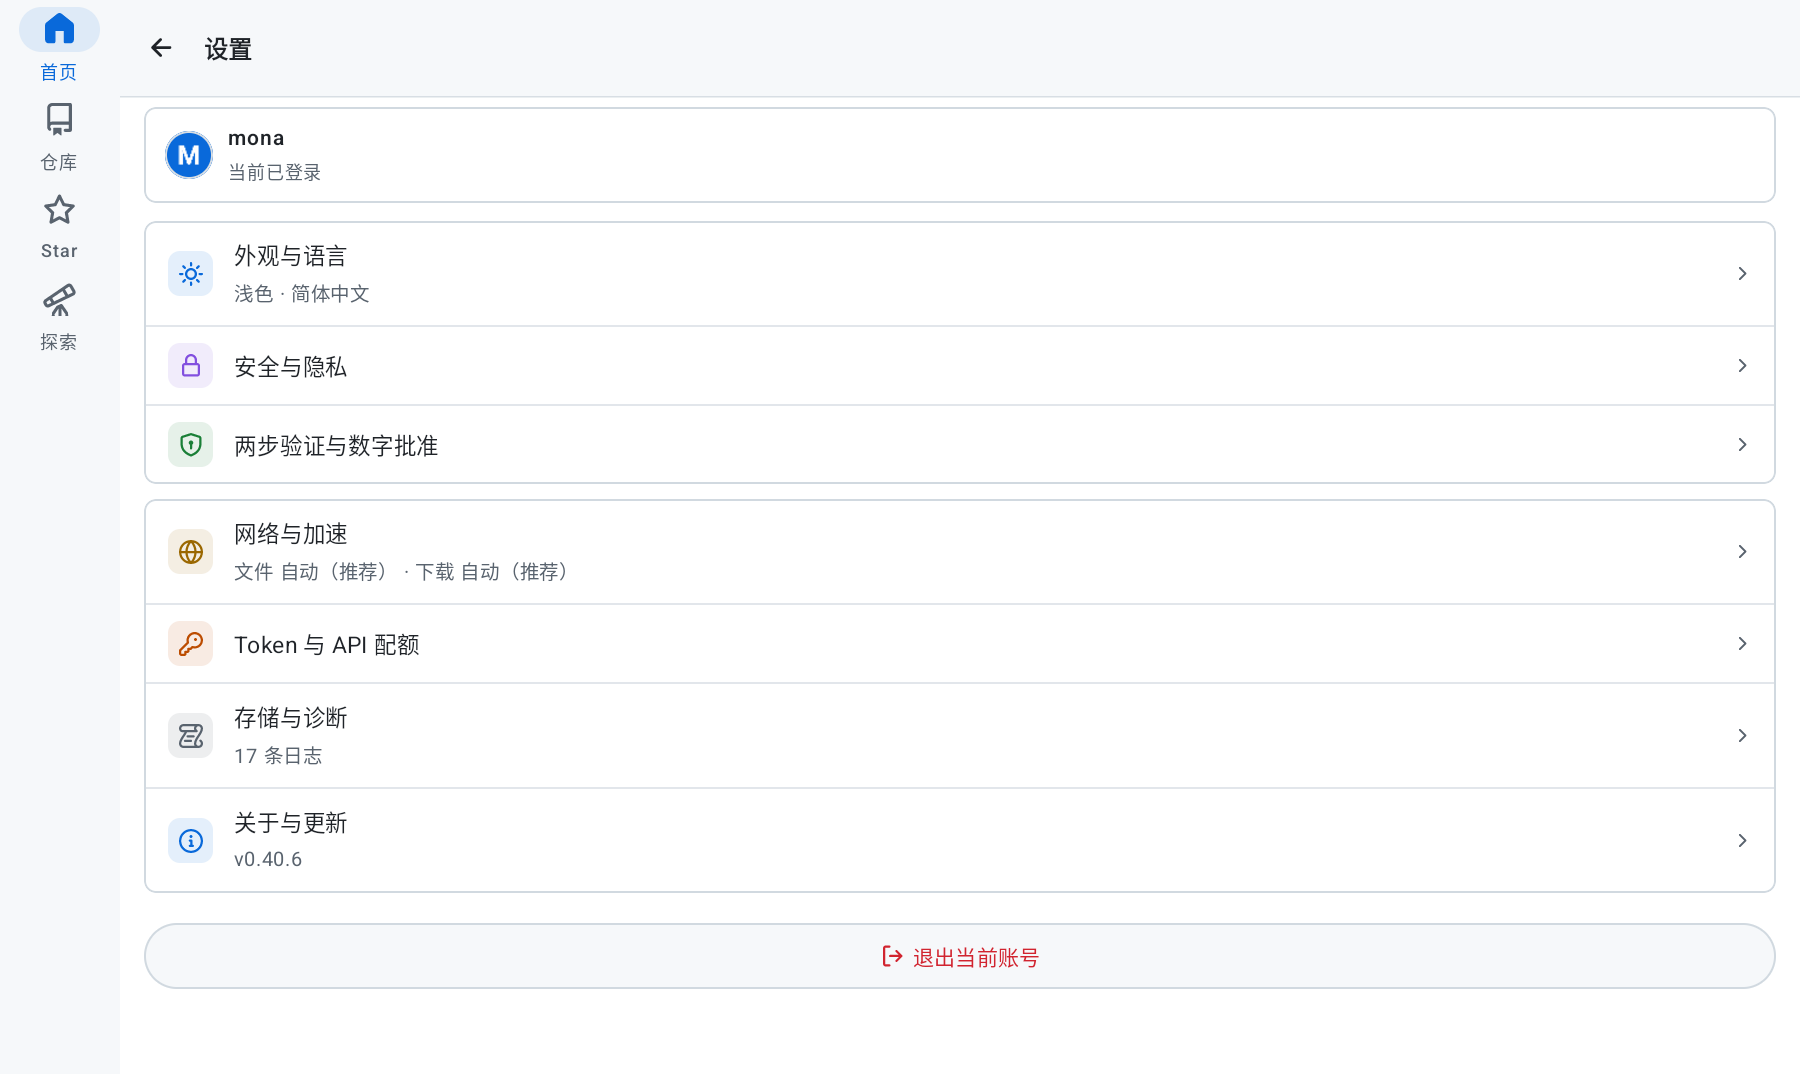 首页
仓库
Star
探索
设置
M
mona
当前已登录
外观与语言
浅色 · 简体中文
安全与隐私
两步验证与数字批准
网络与加速
文件 自动（推荐） · 下载 自动（推荐）
Token 与 API 配额
存储与诊断
17 条日志
关于与更新
v0.40.6
退出当前账号